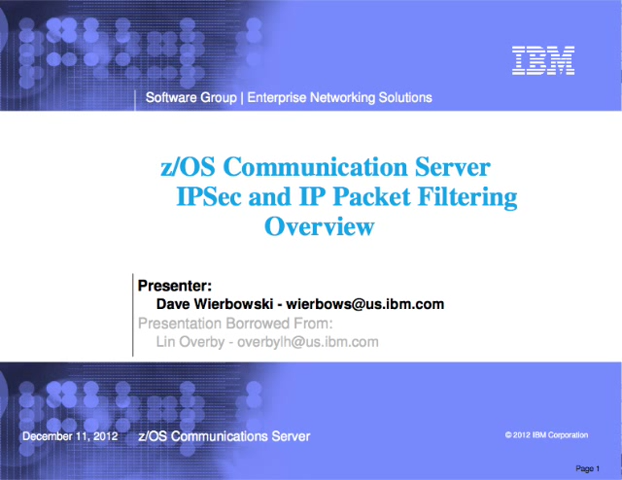 IBM
Software Group | Enterprise Networking Solutions
z/OS Communication Server
IPSec and IP Packet Filtering
Overview
Presenter:
Dave Wierbowski - wierbows@us.ibm.com
Presentation Borrowed From:
Lin Overby - overbylh@us.ibm.com
December 11, 2012 z/OS Communications Server © 2012 IBM Corporation
Page 1